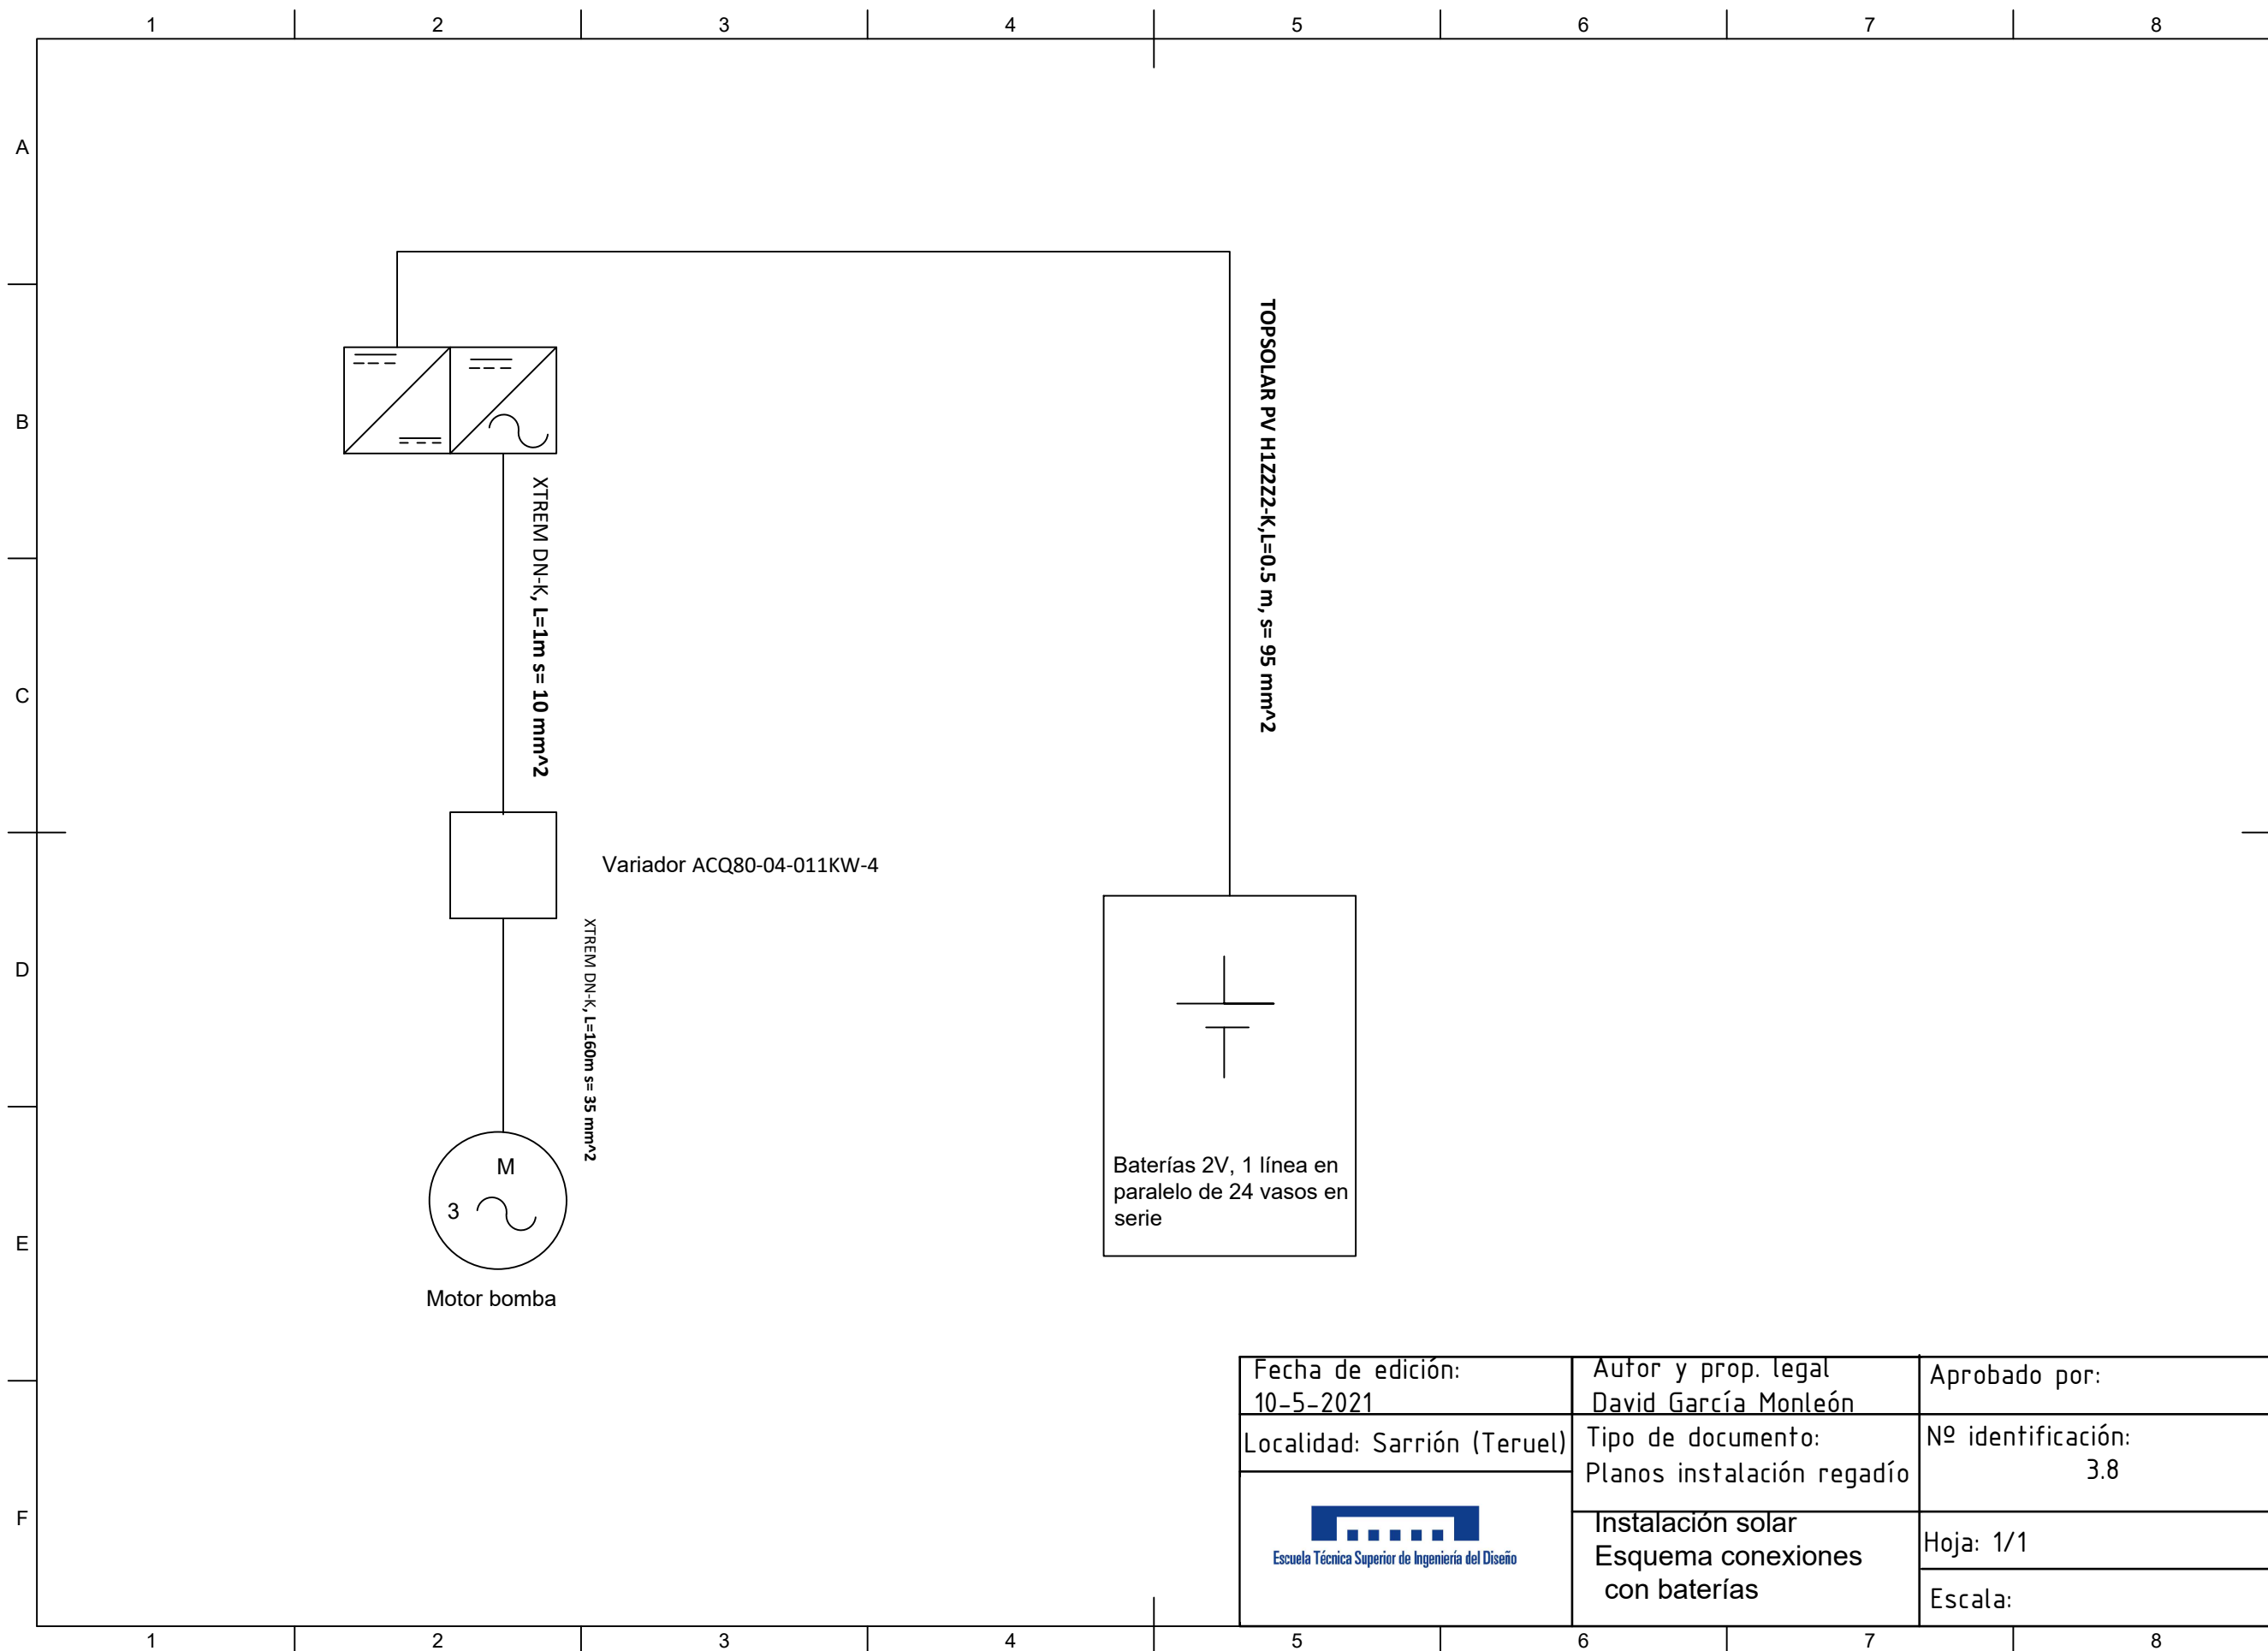 1 2 3 4 5 6 7 8
A
B
C
D
E
F
TOPSOLAR PV H1Z2Z2-K,L=0.5 m, s= 95 mm^2
XTREM DN-K, L=1m s= 10 mm^2
Variador ACQ80-04-011KW-4
XTREM DN-K, L=160m s= 35 mm^2
M
3
Motor bomba
Baterías 2V, 1 línea en
paralelo de 24 vasos en
serie
Fecha de edición:
10-5-2021
Autor y prop. legal
David García Monleón
Aprobado por:
Localidad: Sarrión (Teruel)
Tipo de documento:
Planos instalación regadío
Nº identificación:
3.8
Escuela Técnica Superior de Ingeniería del Diseño
Instalación solar
Esquema conexiones
con baterías
Hoja: 1/1
Escala:
1 2 3 4 5 6 7 8